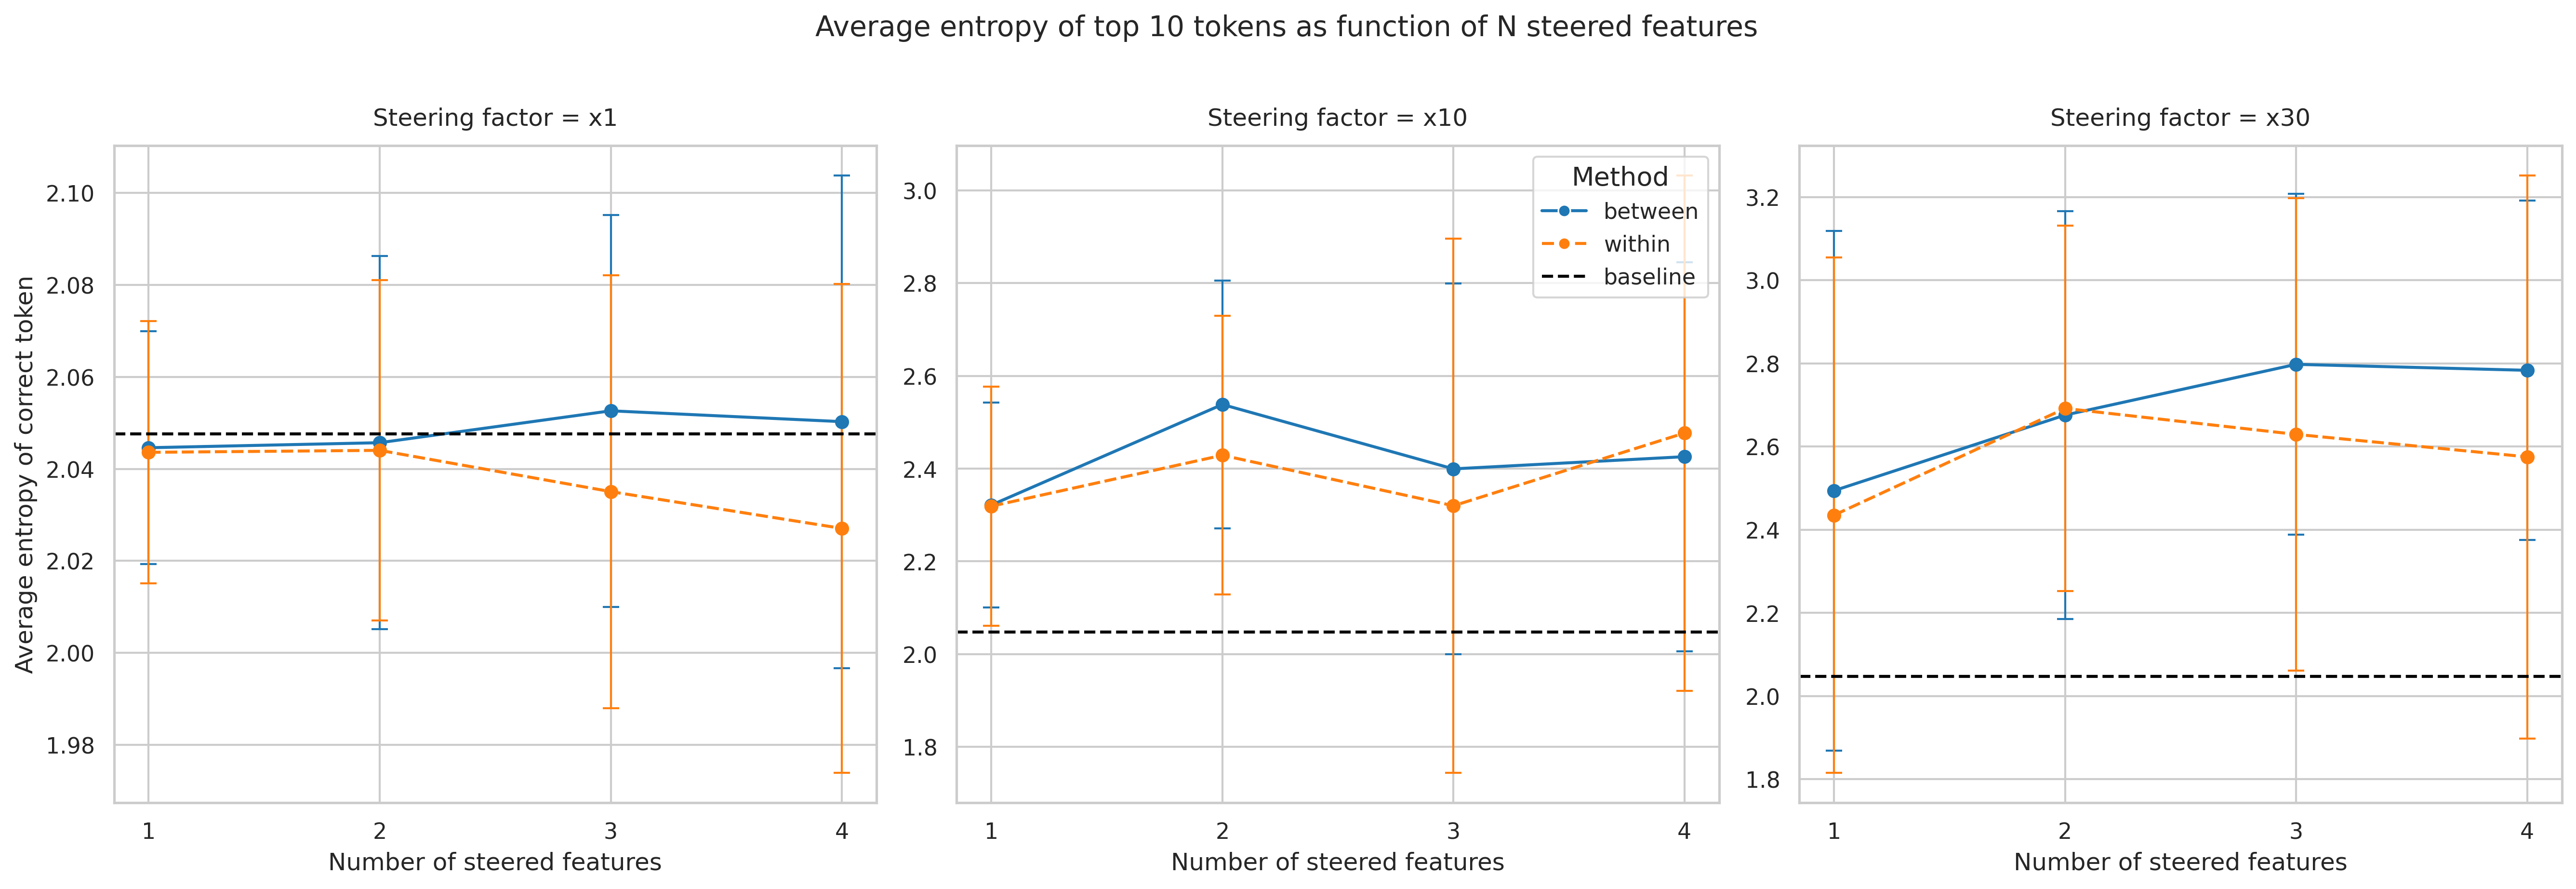 Average entropy of top 10 tokens as function of N steered features
Steering factor = x1
Average entropy of correct token
2.10
2.08
2.06
2.04
2.02
2.00
1.98
1 2 3 4
Number of steered features
Steering factor = x10
3.0
2.8
2.6
2.4
2.2
2.0
1.8
Method
between
within
baseline
1 2 3 4
Number of steered features
Steering factor = x30
3.2
3.0
2.8
2.6
2.4
2.2
2.0
1.8
1 2 3 4
Number of steered features